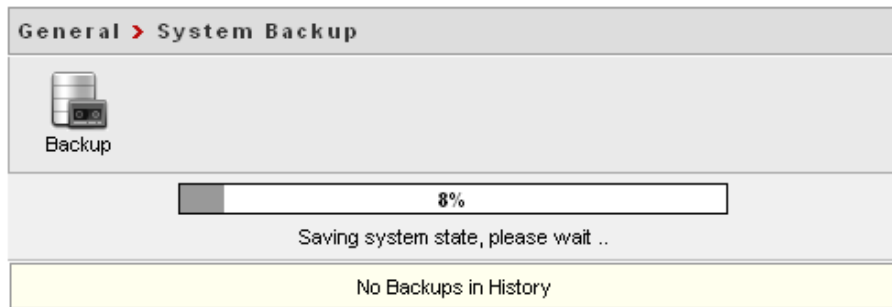 General > System Backup
Backup
8%
Saving system state, please wait ..
No Backups in History